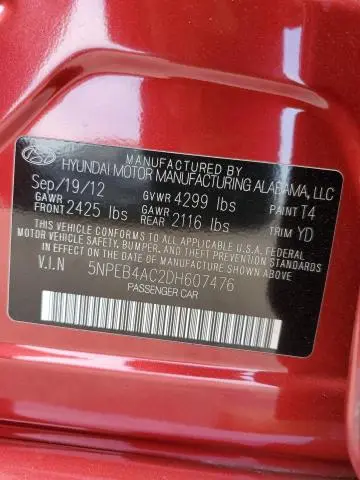 MANUFACTURED BY
HYUNDAI MOTOR MANUFACTURING ALABAMA, LLC
Sep/19/12 GVWR 4299 lbs PAINT T4
GAWR FRONT 2425 lbs GAWR REAR 2116 lbs TRIM YD
THIS VEHICLE CONFORMS TO ALL APPLICABLE U.S.A. FEDERAL
MOTOR VEHICLE SAFETY, BUMPER, AND THEFT PREVENTION STANDARDS
IN EFFECT ON THE DATE OF MANUFACTURE SHOWN ABOVE.
V.I.N 5NPEB4AC2DH607476
PASSENGER CAR